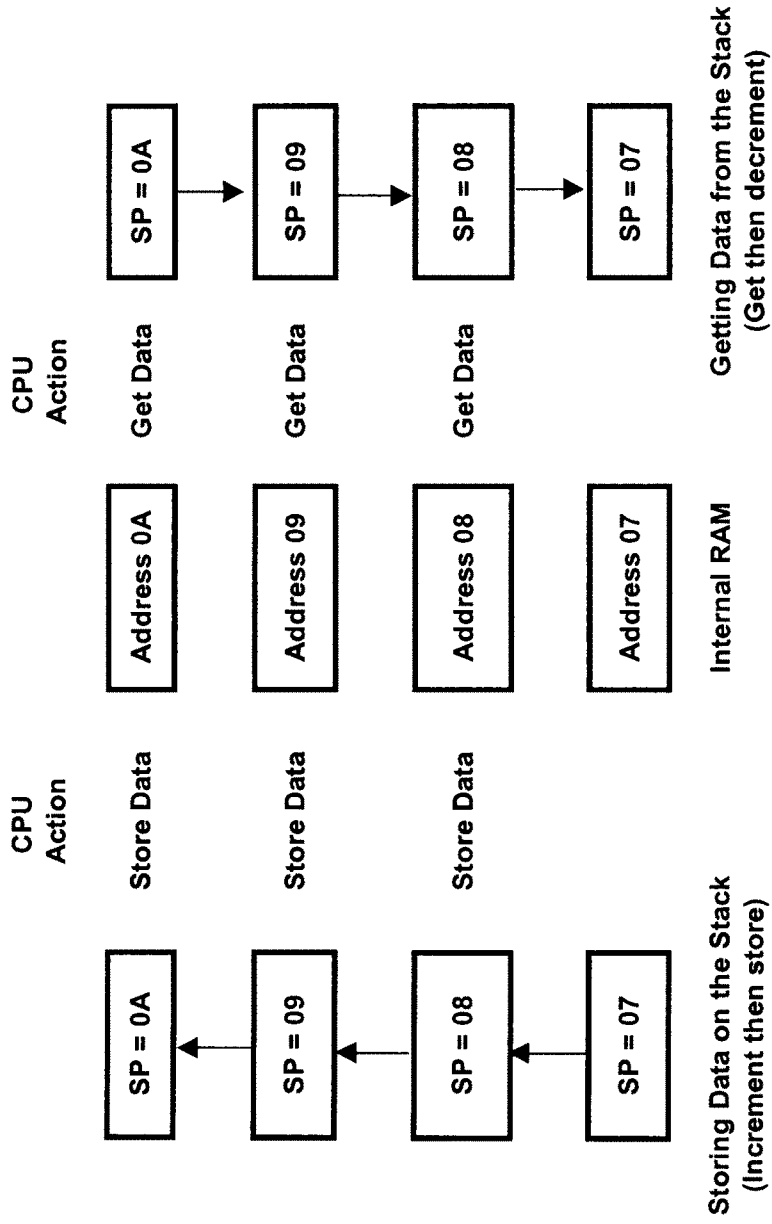 CPU
Action
CPU
Action
SP = 0A
Store Data
Address 0A
Get Data
SP = 0A
SP = 09
Store Data
Address 09
Get Data
SP = 09
SP = 08
Store Data
Address 08
Get Data
SP = 08
SP = 07
Address 07
SP = 07
Storing Data on the Stack
(Increment then store)
Internal RAM
Getting Data from the Stack
(Get then decrement)